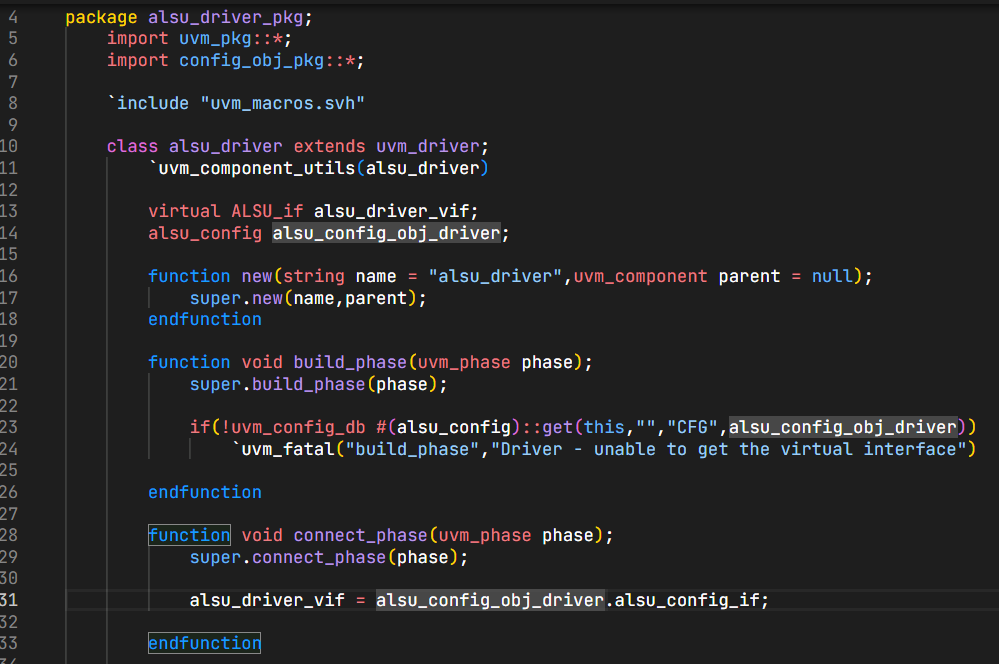 4 package alsu_driver_pkg;
5 import uvm_pkg::*;
6 import config_obj_pkg::*;
7
8 `include "uvm_macros.svh"
9
10 class alsu_driver extends uvm_driver;
11 `uvm_component_utils(alsu_driver)
12
13 virtual ALSU_if alsu_driver_vif;
14 alsu_config alsu_config_obj_driver;
15
16 function new(string name = "alsu_driver",uvm_component parent = null);
17 super.new(name,parent);
18 endfunction
19
20 function void build_phase(uvm_phase phase);
21 super.build_phase(phase);
22
23 if(!uvm_config_db #(alsu_config)::get(this,"","CFG",alsu_config_obj_driver))
24 `uvm_fatal("build_phase","Driver - unable to get the virtual interface")
25
26 endfunction
27
28 function void connect_phase(uvm_phase phase);
29 super.connect_phase(phase);
30
31 alsu_driver_vif = alsu_config_obj_driver.alsu_config_if;
32
33 endfunction